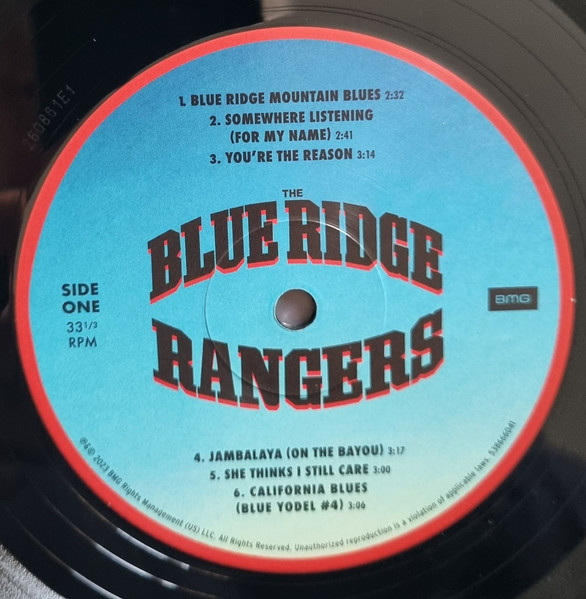 1. BLUE RIDGE MOUNTAIN BLUES 2:32
2. SOMEWHERE LISTENING
(FOR MY NAME) 2:41
3. YOU'RE THE REASON 3:14
THE
BLUE RIDGE
RANGERS
SIDE
ONE
33 1/3
RPM
BMG
4. JAMBALAYA (ON THE BAYOU) 3:17
5. SHE THINKS I STILL CARE 3:00
6. CALIFORNIA BLUES
(BLUE YODEL #4) 3:06
℗&© 2023 BMG Rights Management (US) LLC. All Rights Reserved. Unauthorized reproduction is a violation of applicable laws. 538666041
260861E1